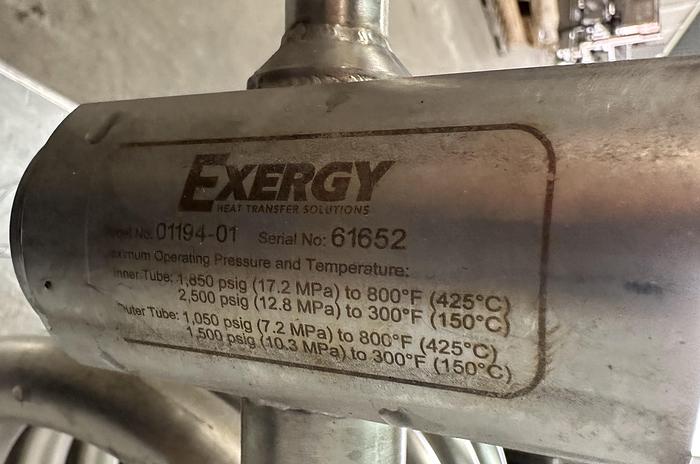 EXERGY
HEAT TRANSFER SOLUTIONS
Model No: 01194-01 Serial No: 61652
Maximum Operating Pressure and Temperature:
Inner Tube: 1,850 psig (17.2 MPa) to 800°F (425°C)
2,500 psig (12.8 MPa) to 300°F (150°C)
Outer Tube: 1,050 psig (7.2 MPa) to 800°F (425°C)
1,500 psig (10.3 MPa) to 300°F (150°C)